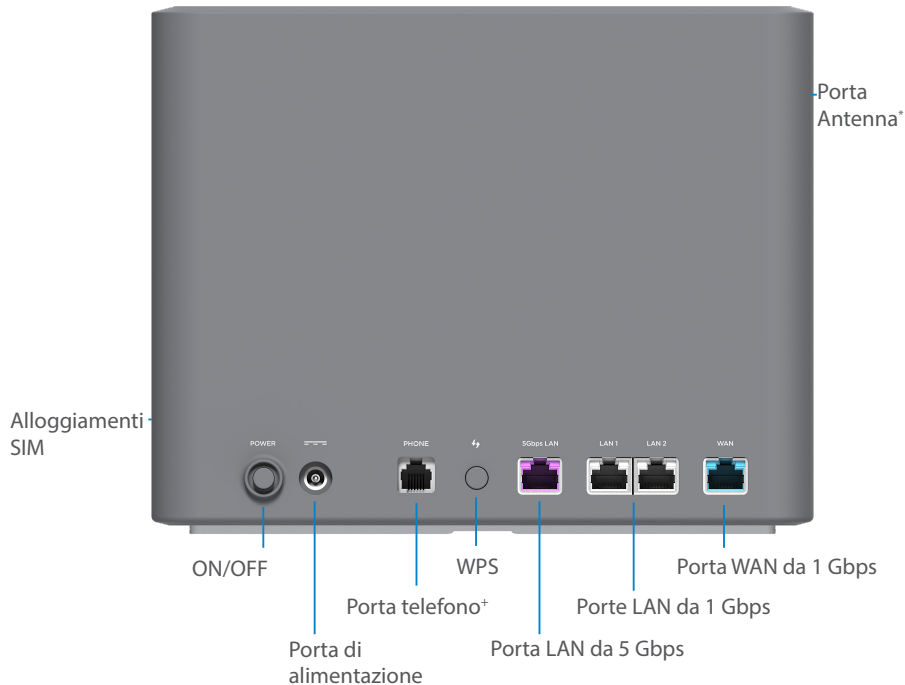 Porta
Antenna*
Alloggiamenti
SIM
POWER
PHONE
5Gbps LAN
LAN 1
LAN 2
WAN
ON/OFF
WPS
Porta WAN da 1 Gbps
Porta telefono+
Porte LAN da 1 Gbps
Porta di
alimentazione
Porta LAN da 5 Gbps